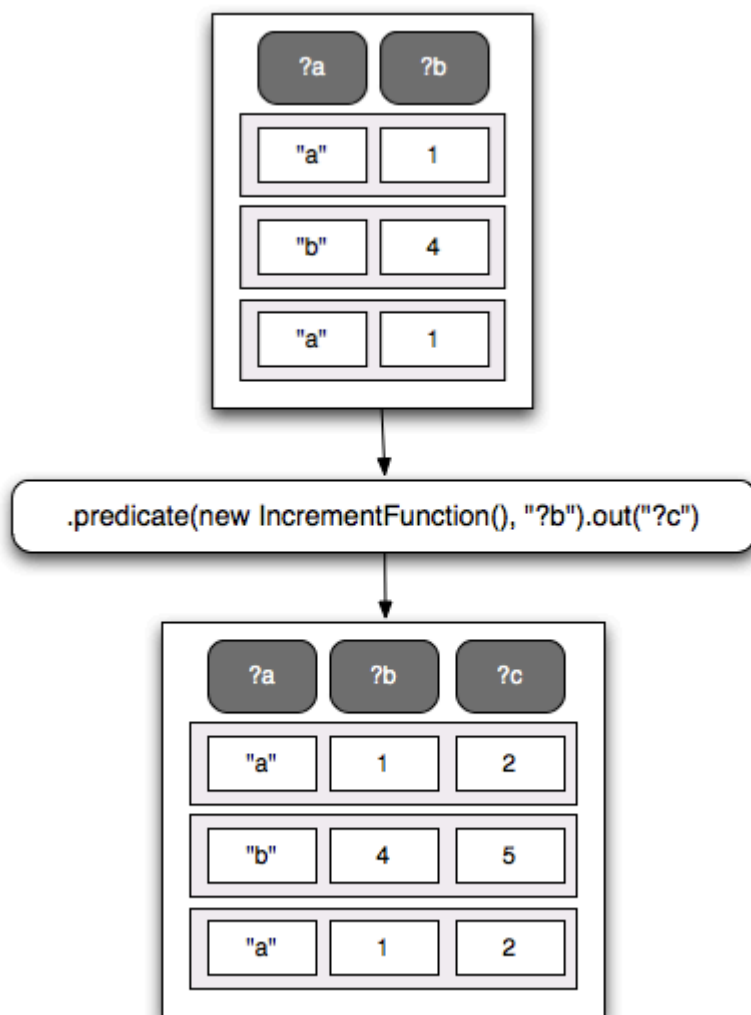 ?a ?b
"a" 1
"b" 4
"a" 1
.predicate(new IncrementFunction(), "?b").out("?c")
?a ?b ?c
"a" 1 2
"b" 4 5
"a" 1 2